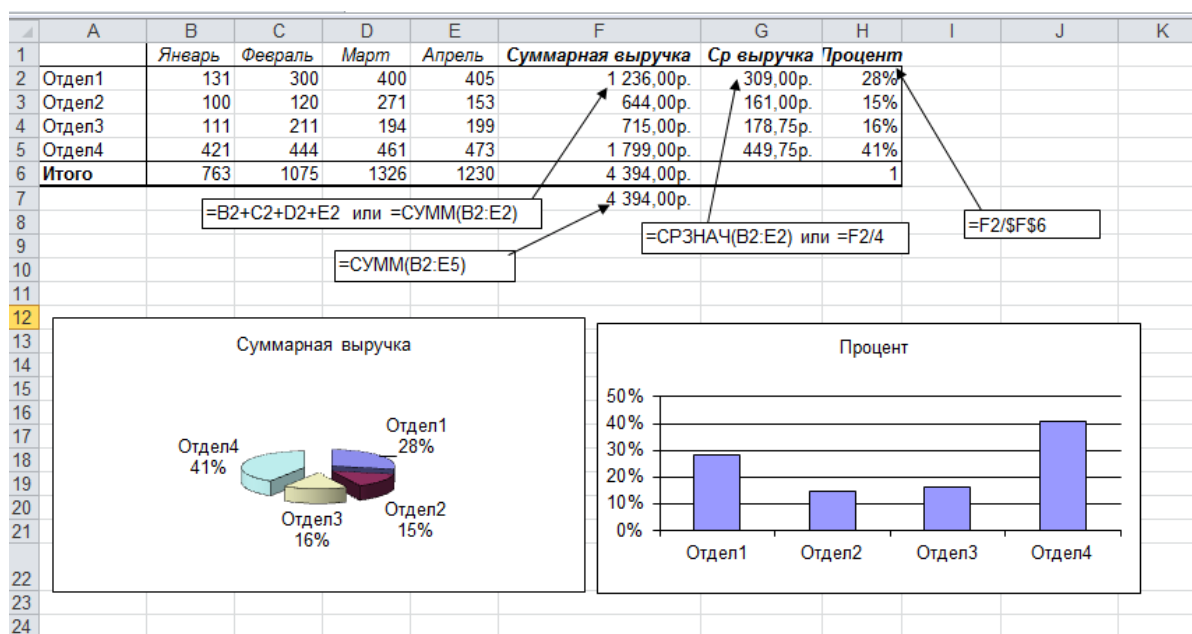 A B C D E F G H I J K
1 Январь Февраль Март Апрель Суммарная выручка Ср выручка Процент
2 Отдел1 131 300 400 405 1 236,00р. 309,00р. 28%
3 Отдел2 100 120 271 153 644,00р. 161,00р. 15%
4 Отдел3 111 211 194 199 715,00р. 178,75р. 16%
5 Отдел4 421 444 461 473 1 799,00р. 449,75р. 41%
6 Итого 763 1075 1326 1230 4 394,00р. 1
7 4 394,00р.
=B2+C2+D2+E2 или =СУММ(B2:E2)
=F2/$F$6
8
=СРЗНАЧ(B2:E2) или =F2/4
9
=СУММ(B2:E5)
10
11
12
13
Суммарная выручка
Процент
14
15
16
17
18
19
20
21
22
23
24
Отдел1
28%
Отдел4
41%
Отдел2
15%
Отдел3
16%
50%
40%
30%
20%
10%
0%
Отдел1 Отдел2 Отдел3 Отдел4